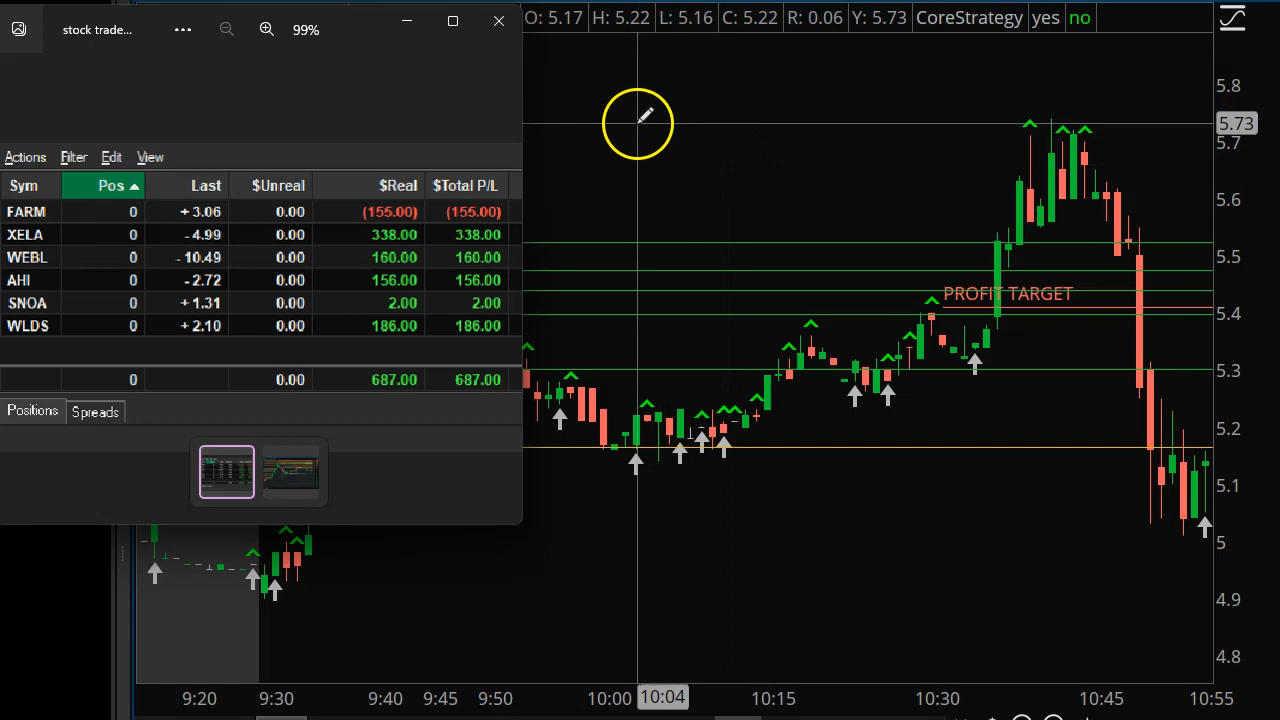 stock trade... ••• 99%
O: 5.17 H: 5.22 L: 5.16 C: 5.22 R: 0.06 Y: 5.73 CoreStrategy yes no
Actions Filter Edit View
Sym Pos Last $Unreal $Real $Total P/L
FARM 0 + 3.06 0.00 (155.00) (155.00)
XELA 0 - 4.99 0.00 338.00 338.00
WEBL 0 - 10.49 0.00 160.00 160.00
AHI 0 - 2.72 0.00 156.00 156.00
SNOA 0 + 1.31 0.00 2.00 2.00
WLDS 0 + 2.10 0.00 186.00 186.00
0 0.00 687.00 687.00
Positions Spreads
PROFIT TARGET
5.8
5.73
5.7
5.6
5.5
5.4
5.3
5.2
5.1
5
4.9
4.8
9:20 9:30 9:40 9:45 9:50 10:00 10:04 10:15 10:30 10:45 10:55